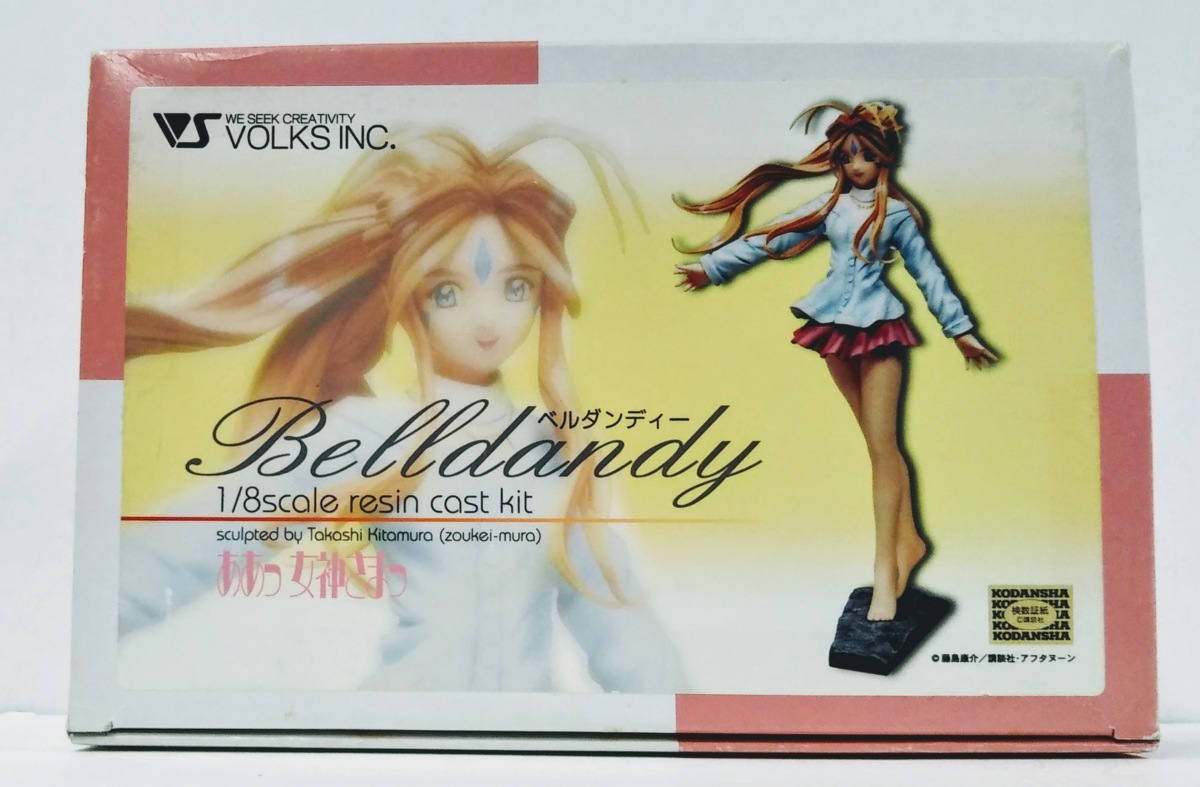 VS
WE SEEK CREATIVITY
VOLKS INC.
ベルダンディー
Belldandy
1/8scale resin cast kit
sculpted by Takashi Kitamura (zoukei-mura)
ああっ女神さまっ
KODANSHA
検数証紙
©講談社
KODANSHA
©藤島康介/講談社・アフタヌーン